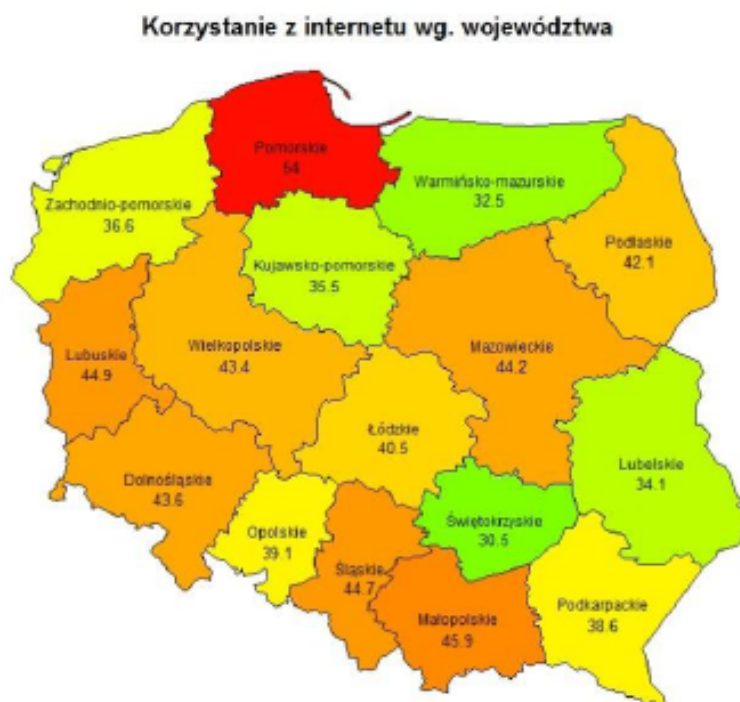 Korzystanie z internetu wg. województwa
Pomorskie
54
Warmińsko-mazurskie
32.5
Zachodnio-pomorskie
36.6
Podlaskie
42.1
Kujawsko-pomorskie
35.5
Lubuskie
44.9
Wielkopolskie
43.4
Mazowieckie
44.2
Łódzkie
40.5
Lubelskie
34.1
Dolnośląskie
43.6
Opolskie
39.1
Świętokrzyskie
30.5
Śląskie
44.7
Małopolskie
45.9
Podkarpackie
38.6